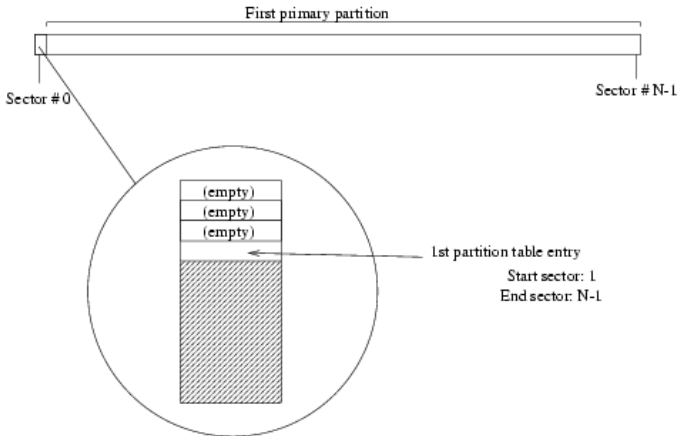 First primary partition
Sector # 0
Sector # N-1
(empty)
(empty)
(empty)
1st partition table entry
Start sector: 1
End sector: N-1